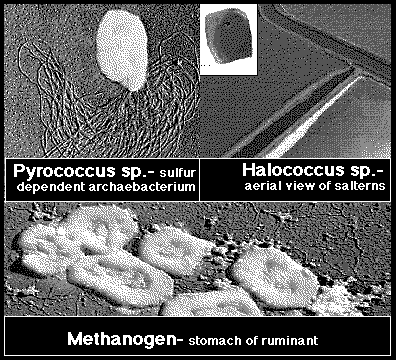 Pyrococcus sp.- sulfur
dependent archaebacterium
Halococcus sp.-
aerial view of salterns
Methanogen- stomach of ruminant